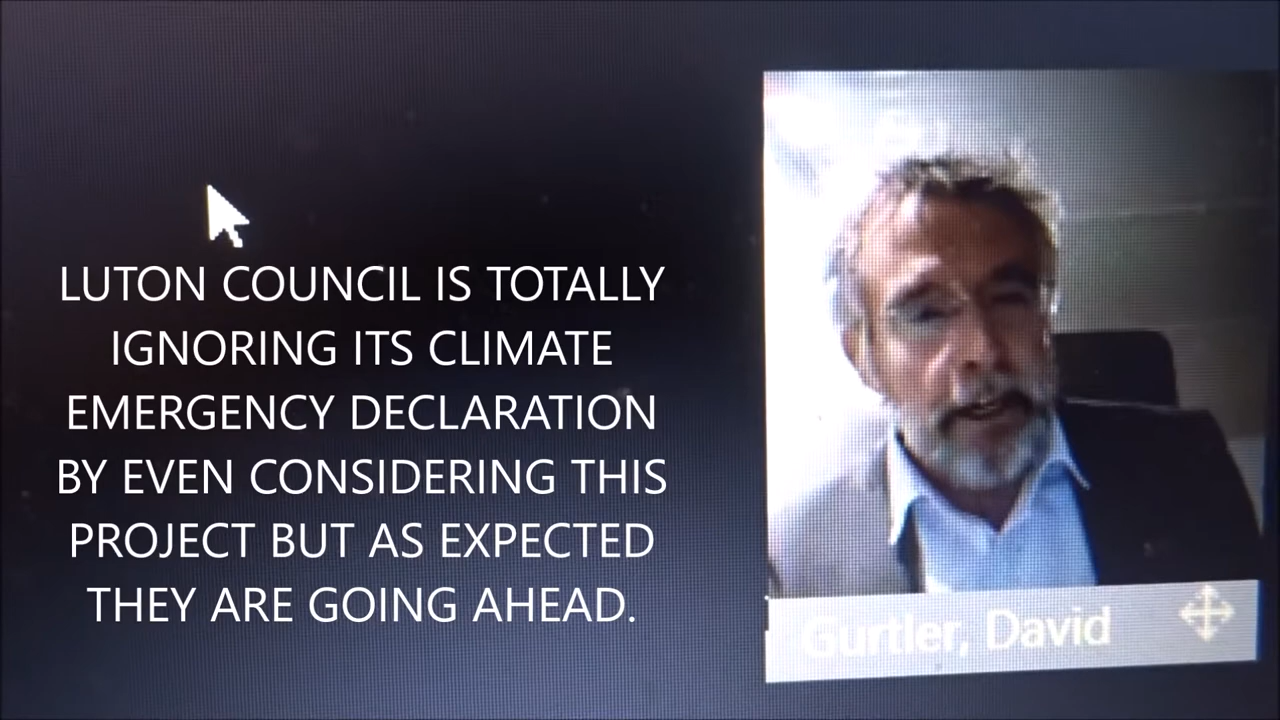 LUTON COUNCIL IS TOTALLY
IGNORING ITS CLIMATE
EMERGENCY DECLARATION
BY EVEN CONSIDERING THIS
PROJECT BUT AS EXPECTED
THEY ARE GOING AHEAD.
Gurtler, David